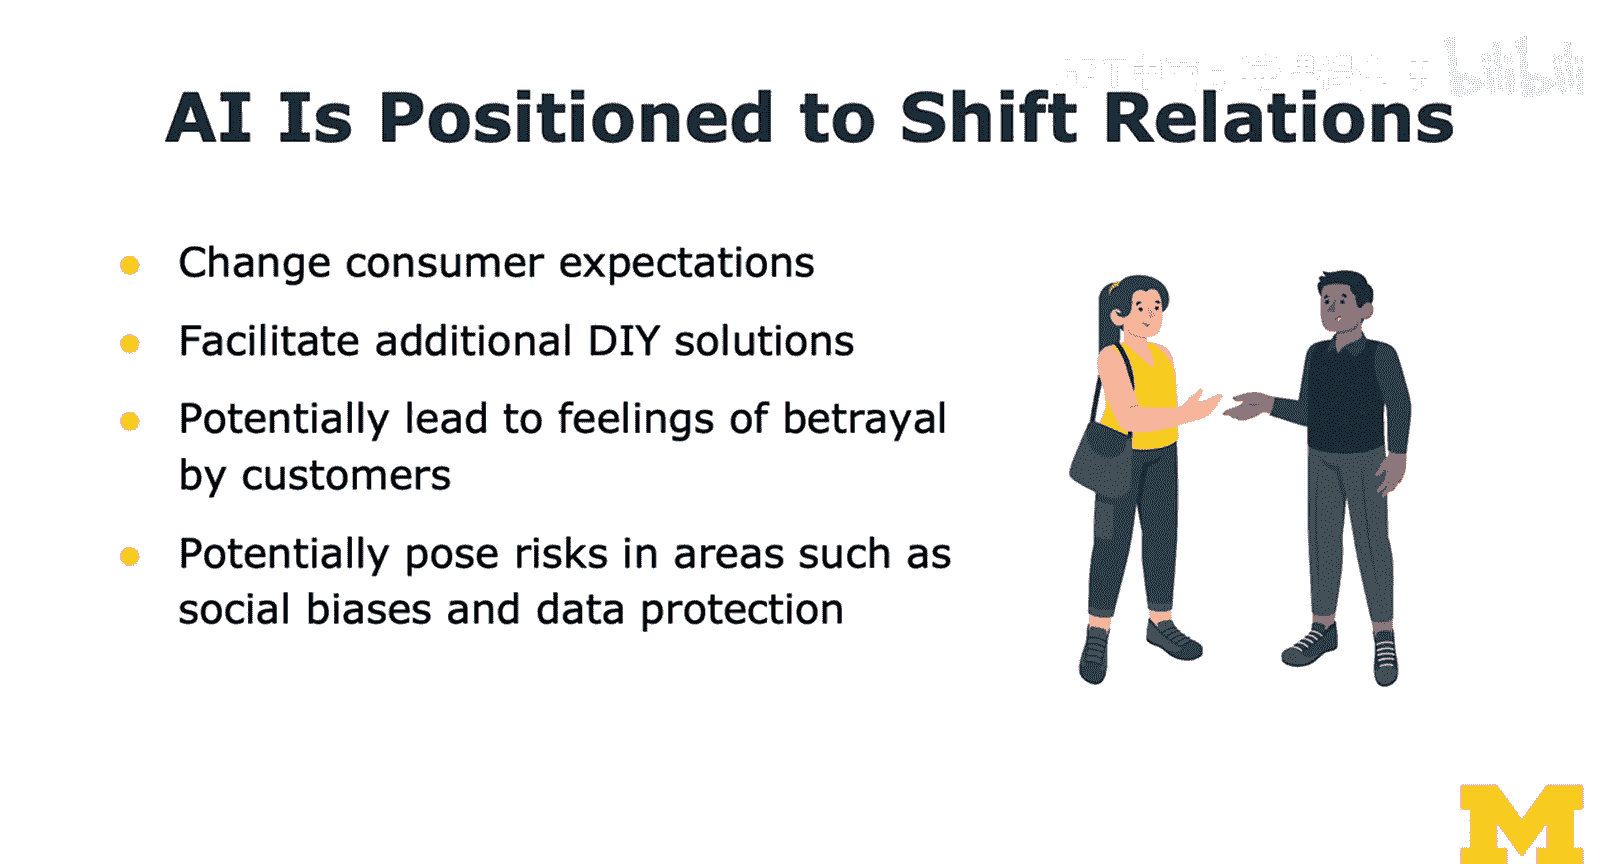 bilibili
AI Is Positioned to Shift Relations
Change consumer expectations
Facilitate additional DIY solutions
Potentially lead to feelings of betrayal
by customers
Potentially pose risks in areas such as
social biases and data protection
M